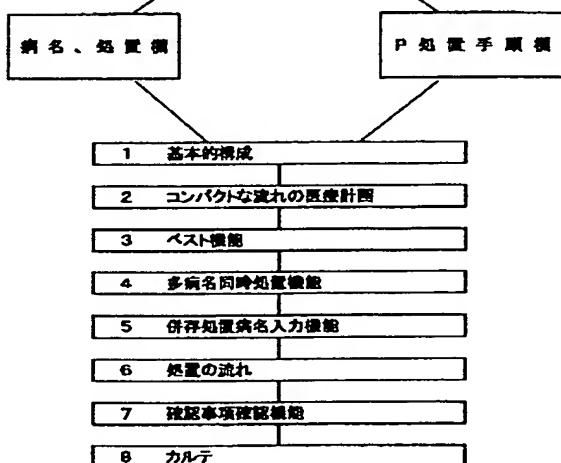 病名、処置欄
P処置手順欄
1 基本的構成
2 コンパクトな流れの医療計画
3 ベスト機能
4 多病名同時処置機能
5 併存処置病名入力機能
6 処置の流れ
7 確認事項確認機能
8 カルテ